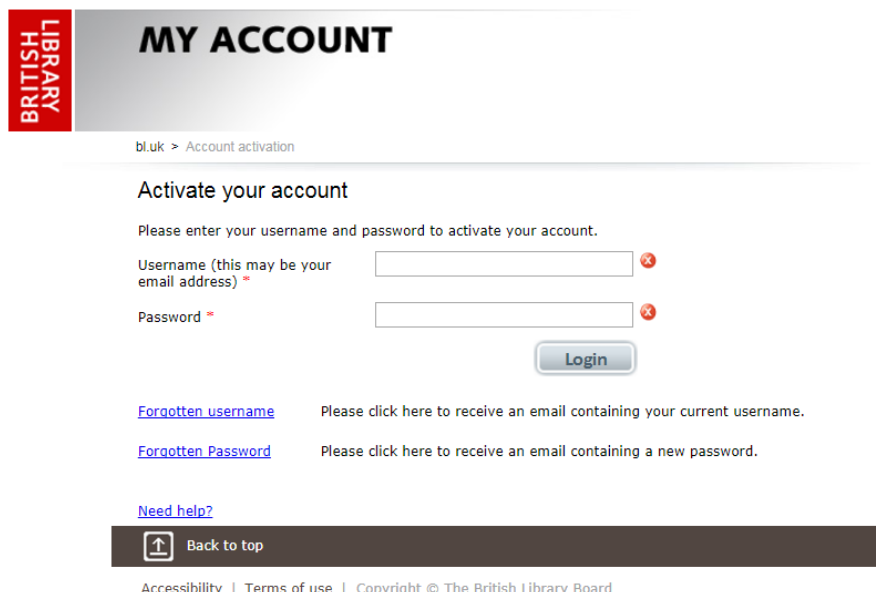 BRITISH
LIBRARY
MY ACCOUNT
bl.uk > Account activation
Activate your account
Please enter your username and password to activate your account.
Username (this may be your
email address) *
Password *
Login
Forgotten username Please click here to receive an email containing your current username.
Forgotten Password Please click here to receive an email containing a new password.
Need help?
Back to top
Accessibility | Terms of use | Copyright © The British Library Board